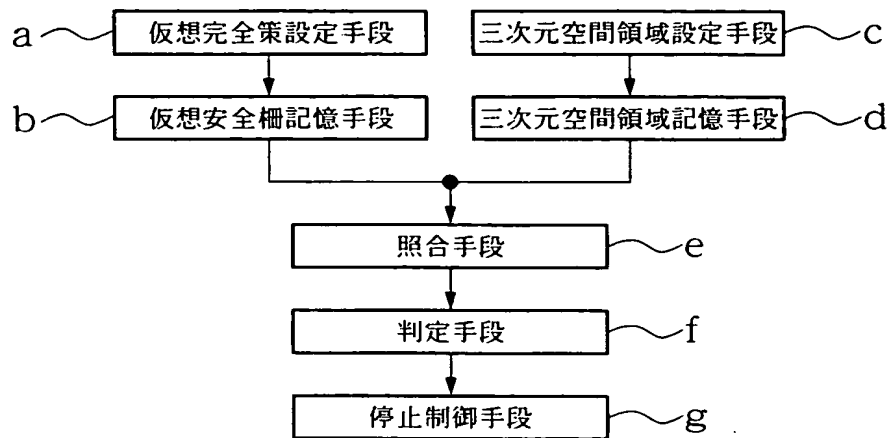 a 仮想完全策設定手段 三次元空間領域設定手段 c
b 仮想安全柵記憶手段 三次元空間領域記憶手段 d
照合手段 e
判定手段 f
停止制御手段 g